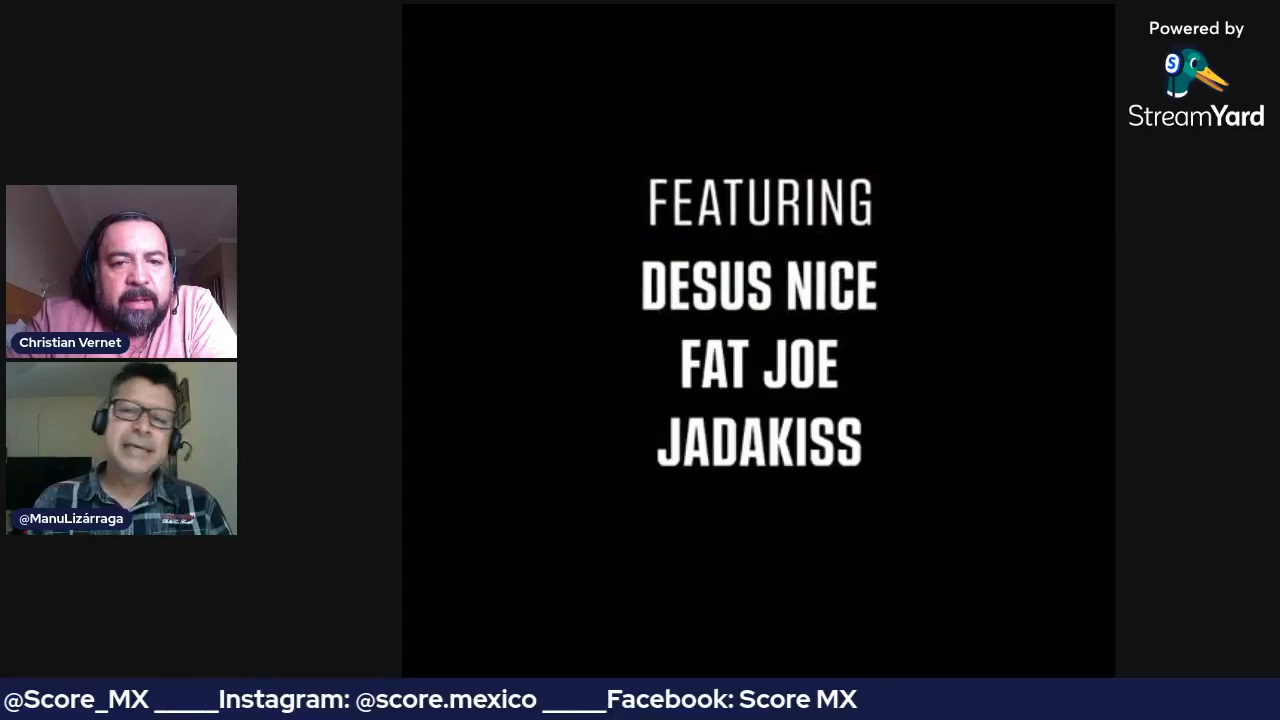 Powered by
StreamYard
FEATURING
DESUS NICE
FAT JOE
JADAKISS
Christian Vernet
@ManuLizárraga
@Score_MX _____Instagram: @score.mexico _____Facebook: Score MX